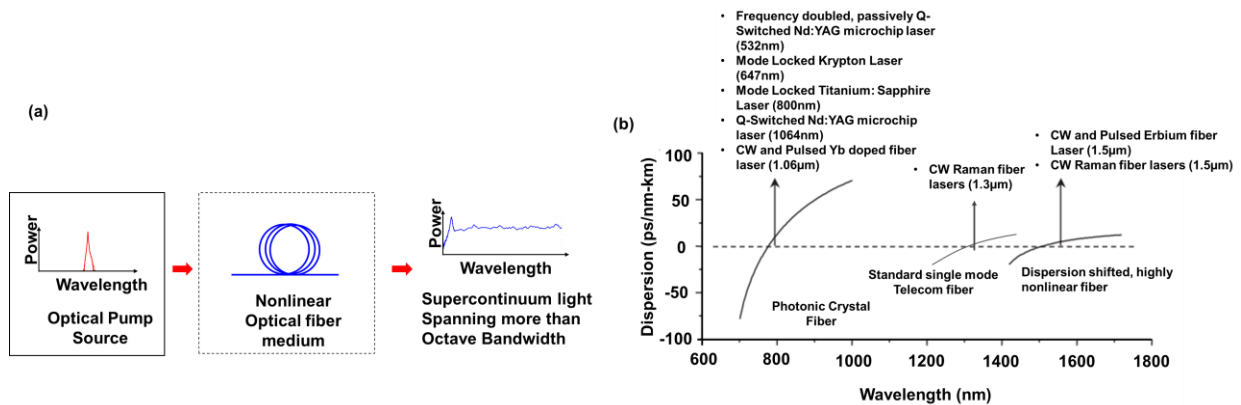 (a)
Power
Wavelength
Optical Pump
Source
Nonlinear
Optical fiber
medium
Power
Wavelength
Supercontinuum light
Spanning more than
Octave Bandwidth
(b)
• Frequency doubled, passively Q-
Switched Nd:YAG microchip laser
(532nm)
• Mode Locked Krypton Laser
(647nm)
• Mode Locked Titanium: Sapphire
Laser (800nm)
• Q-Switched Nd:YAG microchip
laser (1064nm)
• CW and Pulsed Yb doped fiber
laser (1.06µm)
• CW Raman fiber
lasers (1.3µm)
• CW and Pulsed Erbium fiber
Laser (1.5µm)
• CW Raman fiber lasers (1.5µm)
Dispersion (ps/nm-km)
100
50
0
-50
-100
Photonic Crystal
Fiber
Standard single mode
Telecom fiber
Dispersion shifted, highly
nonlinear fiber
600 800 1000 1200 1400 1600 1800
Wavelength (nm)